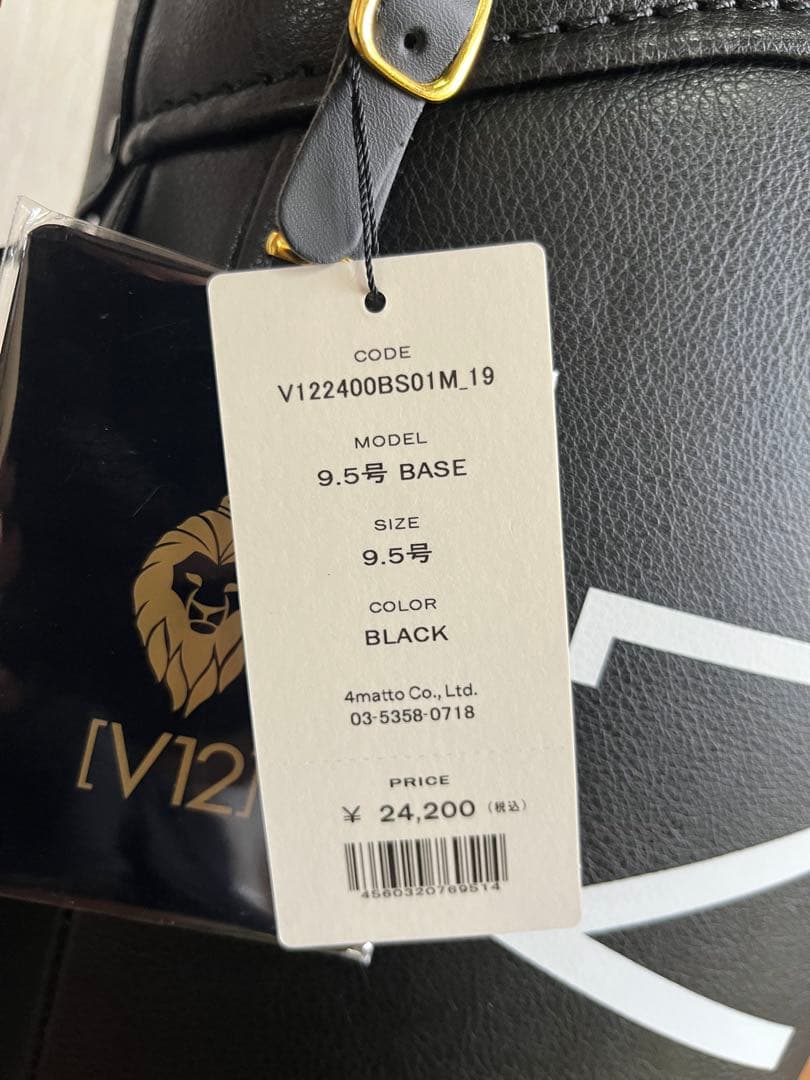 CODE
V122400BS01M_19
MODEL
9.5号 BASE
SIZE
9.5号
COLOR
BLACK
4matto Co., Ltd.
03-5358-0718
PRICE
¥ 24,200 (税込)
4560320769514
[V12]